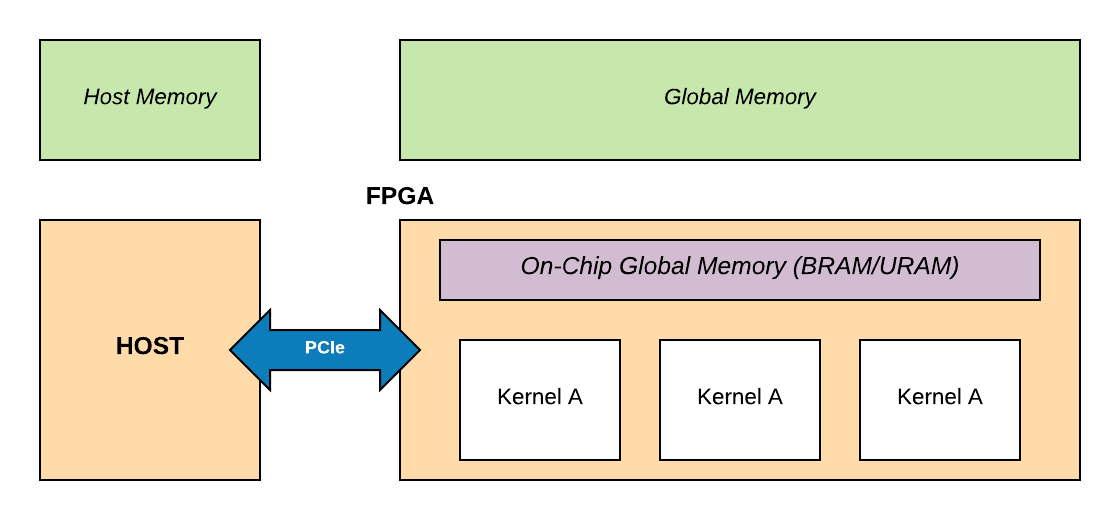 Host Memory
Global Memory
FPGA
On-Chip Global Memory (BRAM/URAM)
HOST
PCIe
Kernel A
Kernel A
Kernel A